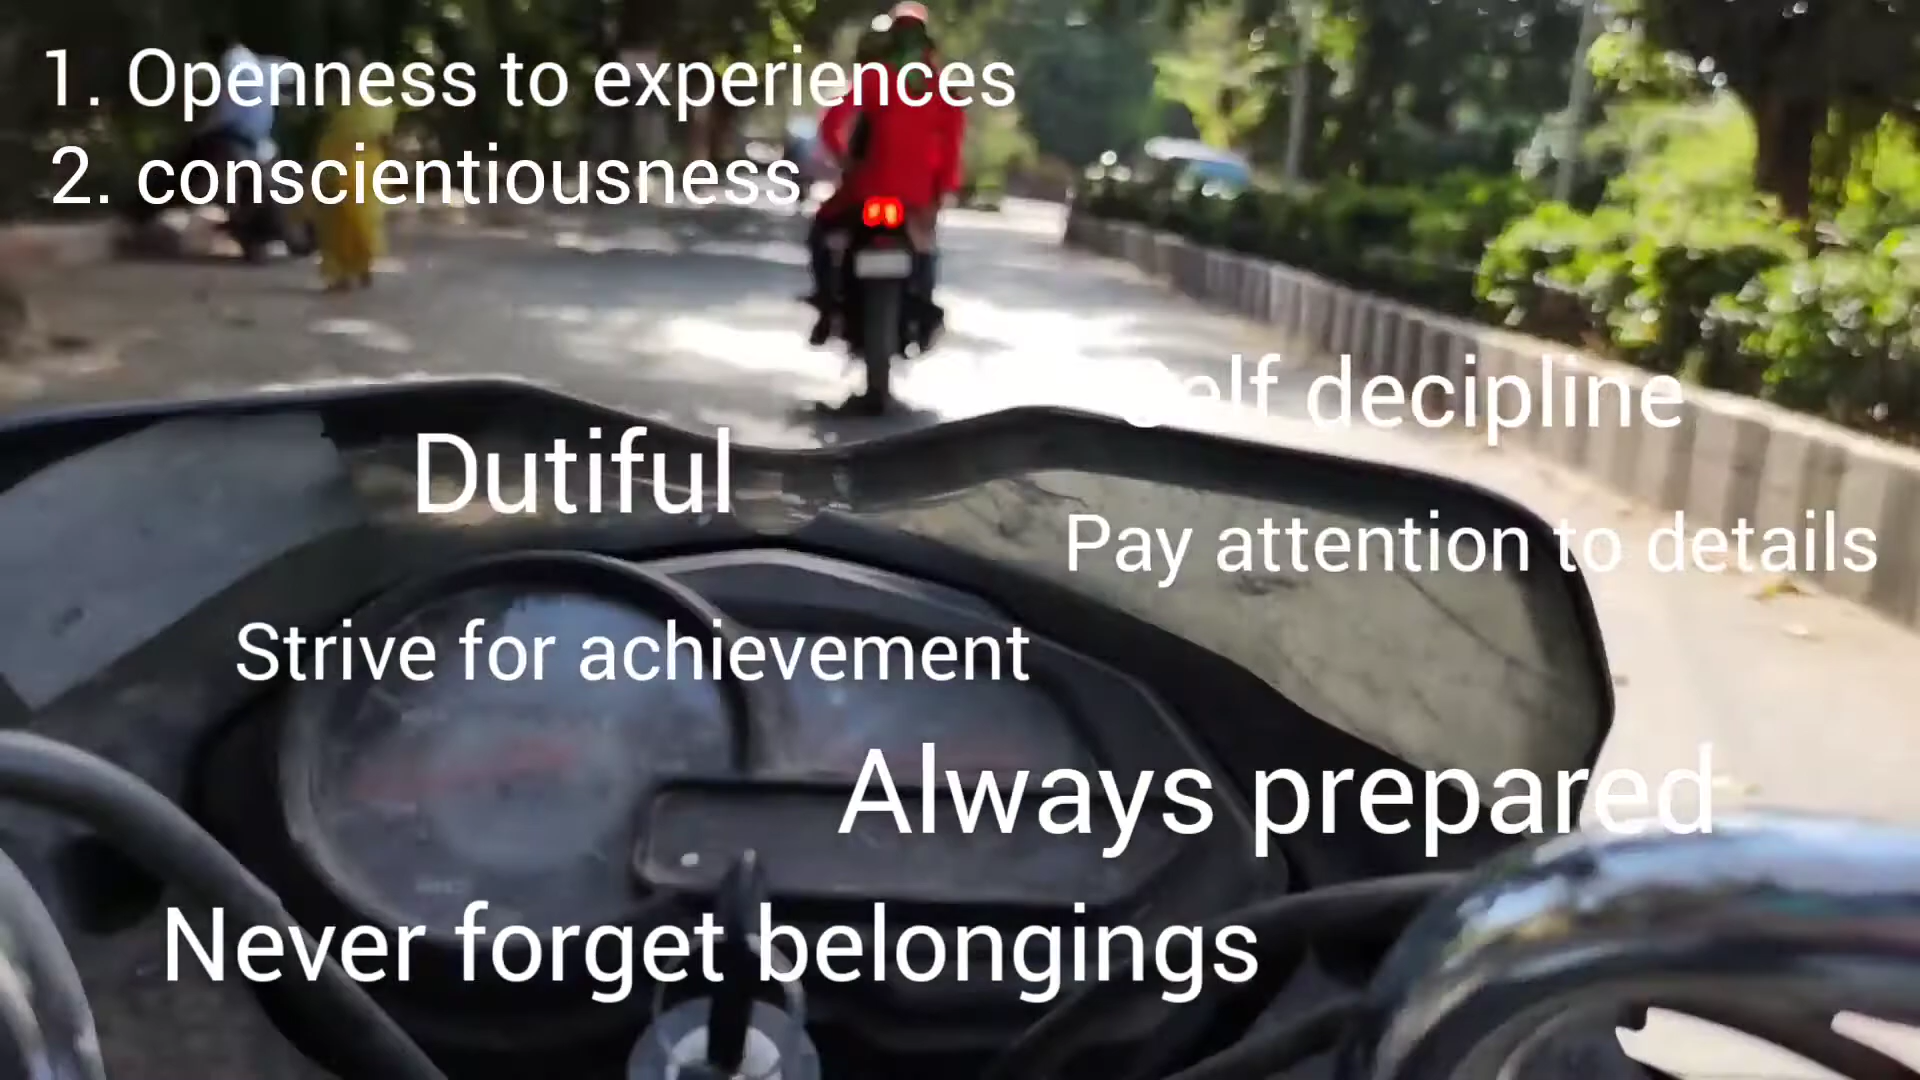 1. Openness to experiences
2. conscientiousness
Self decipline
Dutiful
Pay attention to details
Strive for achievement
Always prepared
Never forget belongings